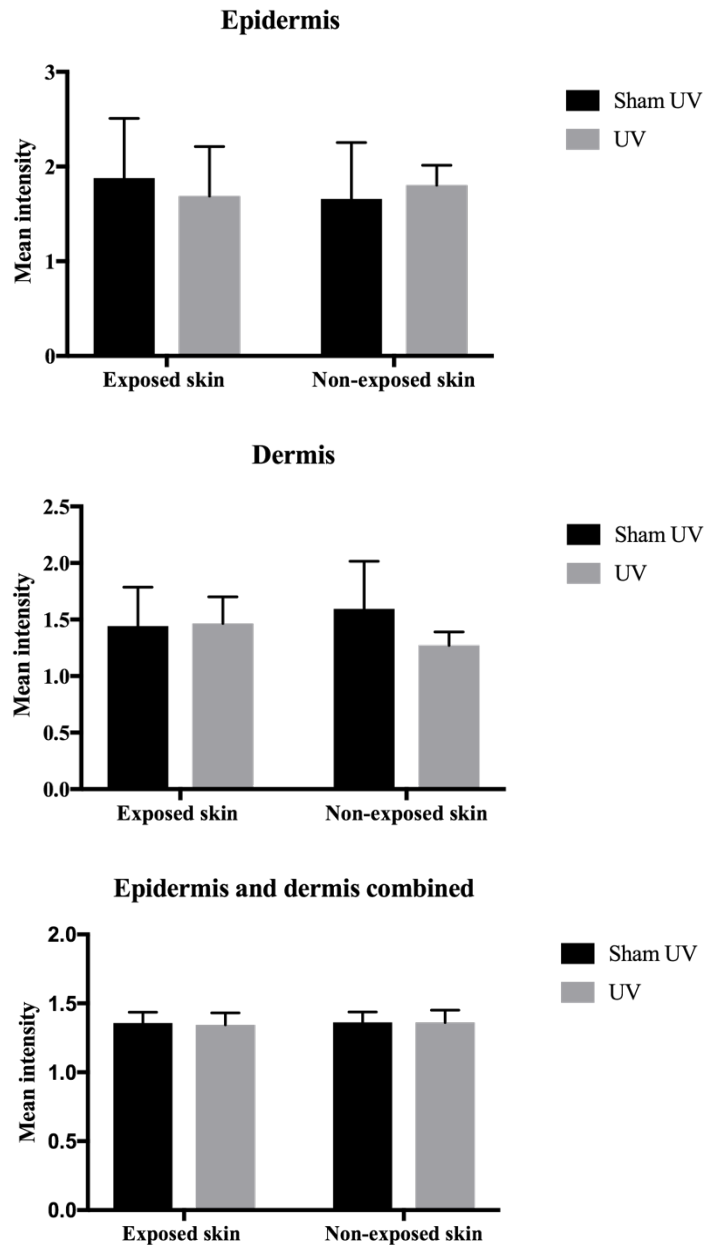 Epidermis
3
2
1
0
Mean intensity
Sham UV
UV
Exposed skin
Non-exposed skin
Dermis
2.5
2.0
1.5
1.0
0.5
0.0
Mean intensity
Sham UV
UV
Exposed skin
Non-exposed skin
Epidermis and dermis combined
2.0
1.5
1.0
0.5
0.0
Mean intensity
Sham UV
UV
Exposed skin
Non-exposed skin